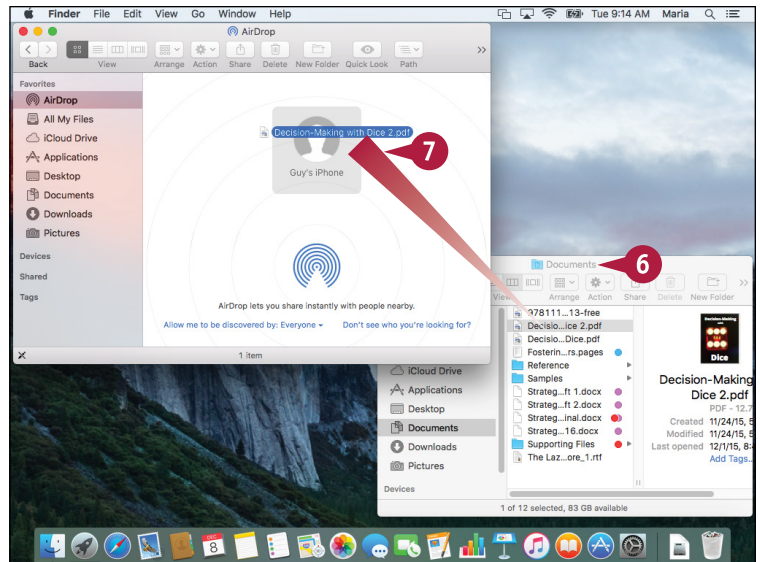 Finder File Edit View Go Window Help Tue 9:14 AM Maria
AirDrop
Back View Arrange Action Share Delete New Folder Quick Look Path
Favorites
AirDrop
All My Files
iCloud Drive
Applications
Desktop
Documents
Downloads
Pictures
Devices
Shared
Tags
Decision-Making with Dice 2.pdf
7
Guy's iPhone
AirDrop lets you share instantly with people nearby.
Allow me to be discovered by: Everyone Don't see who you're looking for?
1 item
Documents
6
Arrange Action Share Delete New Folder
978111...13-free
Decisio...ice 2.pdf
Decisio...Dice.pdf
Fosterin...rs.pages
Reference
Samples
Strateg...ft 1.docx
Strateg...ft 2.docx
Strateg...inal.docx
Strateg...16.docx
Supporting Files
The Laz...ore_1.rtf
iCloud Drive
Applications
Desktop
Documents
Downloads
Pictures
Devices
Decision-Making
Dice
Decision-Making
Dice 2.pdf
PDF - 12.7
Created 11/24/15, 5
Modified 11/24/15, 5
Last opened 12/1/15, 8:
Add Tags...
1 of 12 selected, 83 GB available
DEC
8